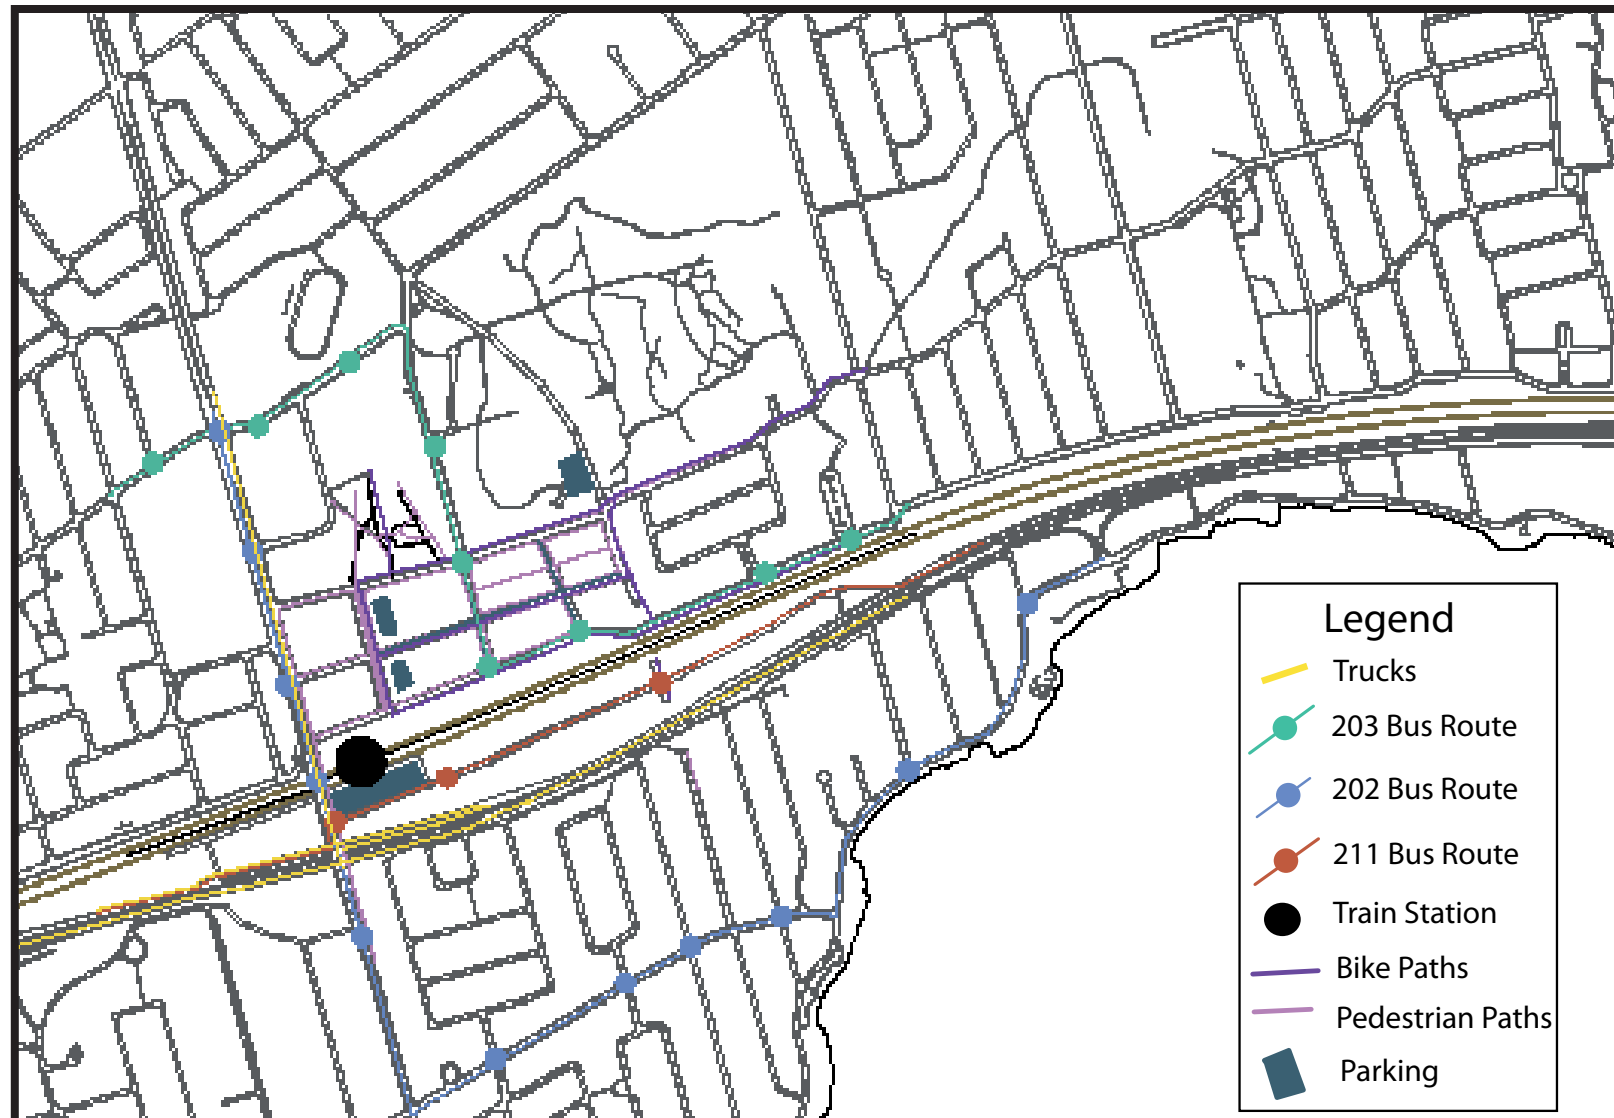 Legend
Trucks
203 Bus Route
202 Bus Route
211 Bus Route
Train Station
Bike Paths
Pedestrian Paths
Parking